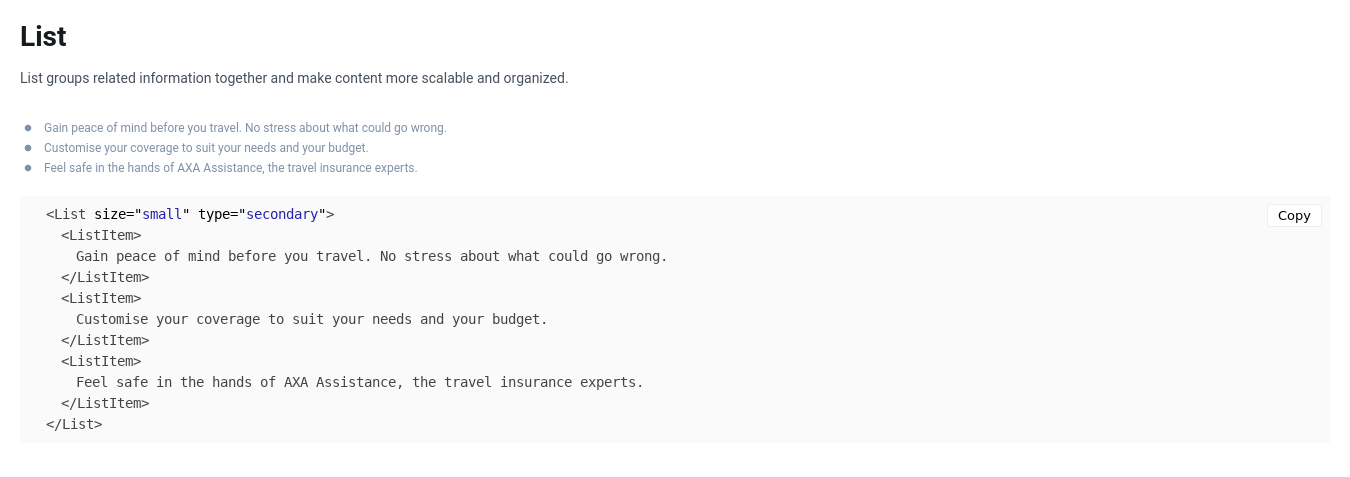 List
List groups related information together and make content more scalable and organized.
Gain peace of mind before you travel. No stress about what could go wrong.
Customise your coverage to suit your needs and your budget.
Feel safe in the hands of AXA Assistance, the travel insurance experts.
<List size="small" type="secondary">
Copy
<ListItem>
Gain peace of mind before you travel. No stress about what could go wrong.
</ListItem>
<ListItem>
Customise your coverage to suit your needs and your budget.
</ListItem>
<ListItem>
Feel safe in the hands of AXA Assistance, the travel insurance experts.
</ListItem>
</List>